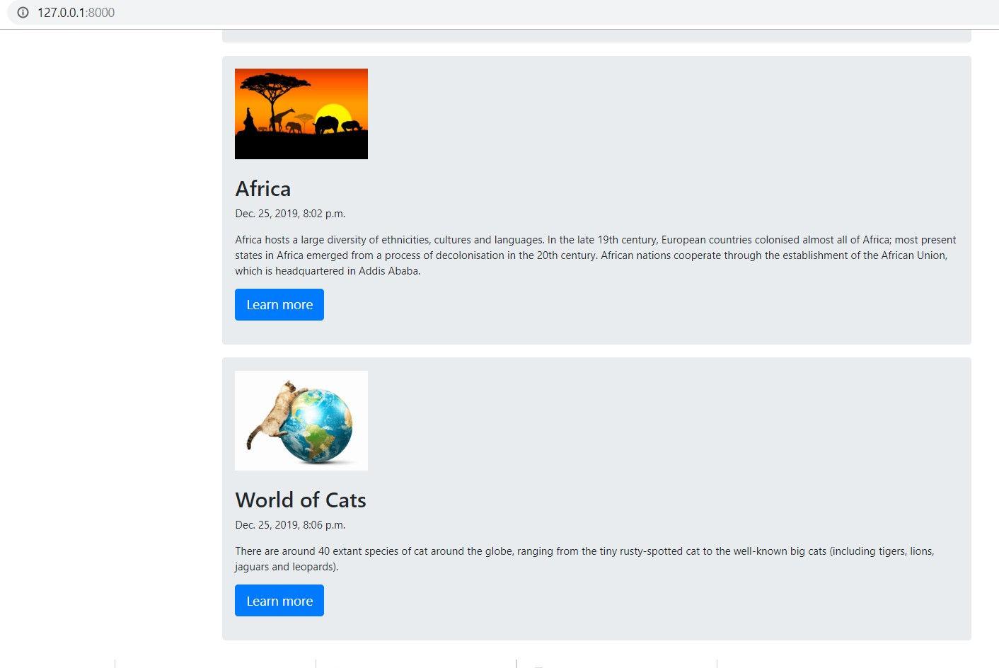 127.0.0.1:8000
Africa
Dec. 25, 2019, 8:02 p.m.
Africa hosts a large diversity of ethnicities, cultures and languages. In the late 19th century, European countries colonised almost all of Africa; most present
states in Africa emerged from a process of decolonisation in the 20th century. African nations cooperate through the establishment of the African Union,
which is headquartered in Addis Ababa.
Learn more
World of Cats
Dec. 25, 2019, 8:06 p.m.
There are around 40 extant species of cat around the globe, ranging from the tiny rusty-spotted cat to the well-known big cats (including tigers, lions,
jaguars and leopards).
Learn more